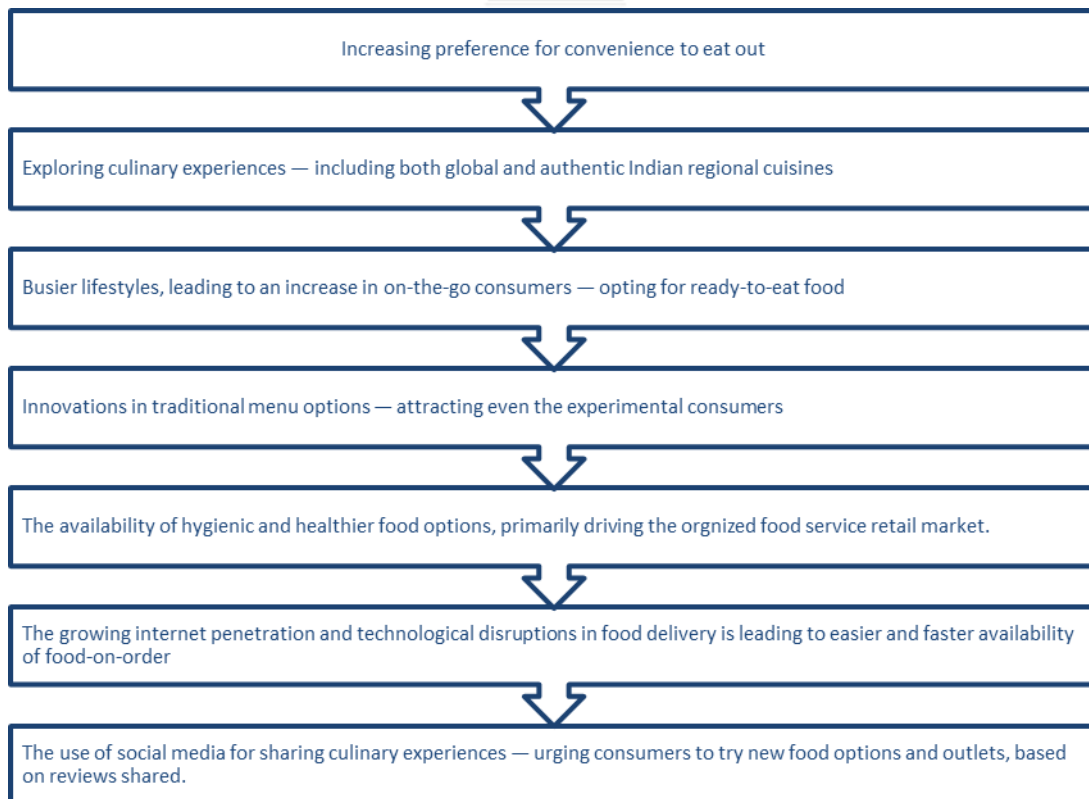 Increasing preference for convenience to eat out
Exploring culinary experiences — including both global and authentic Indian regional cuisines
Busier lifestyles, leading to an increase in on-the-go consumers — opting for ready-to-eat food
Innovations in traditional menu options — attracting even the experimental consumers
The availability of hygienic and healthier food options, primarily driving the orgnized food service retail market.
The growing internet penetration and technological disruptions in food delivery is leading to easier and faster availability
of food-on-order
The use of social media for sharing culinary experiences — urging consumers to try new food options and outlets, based
on reviews shared.